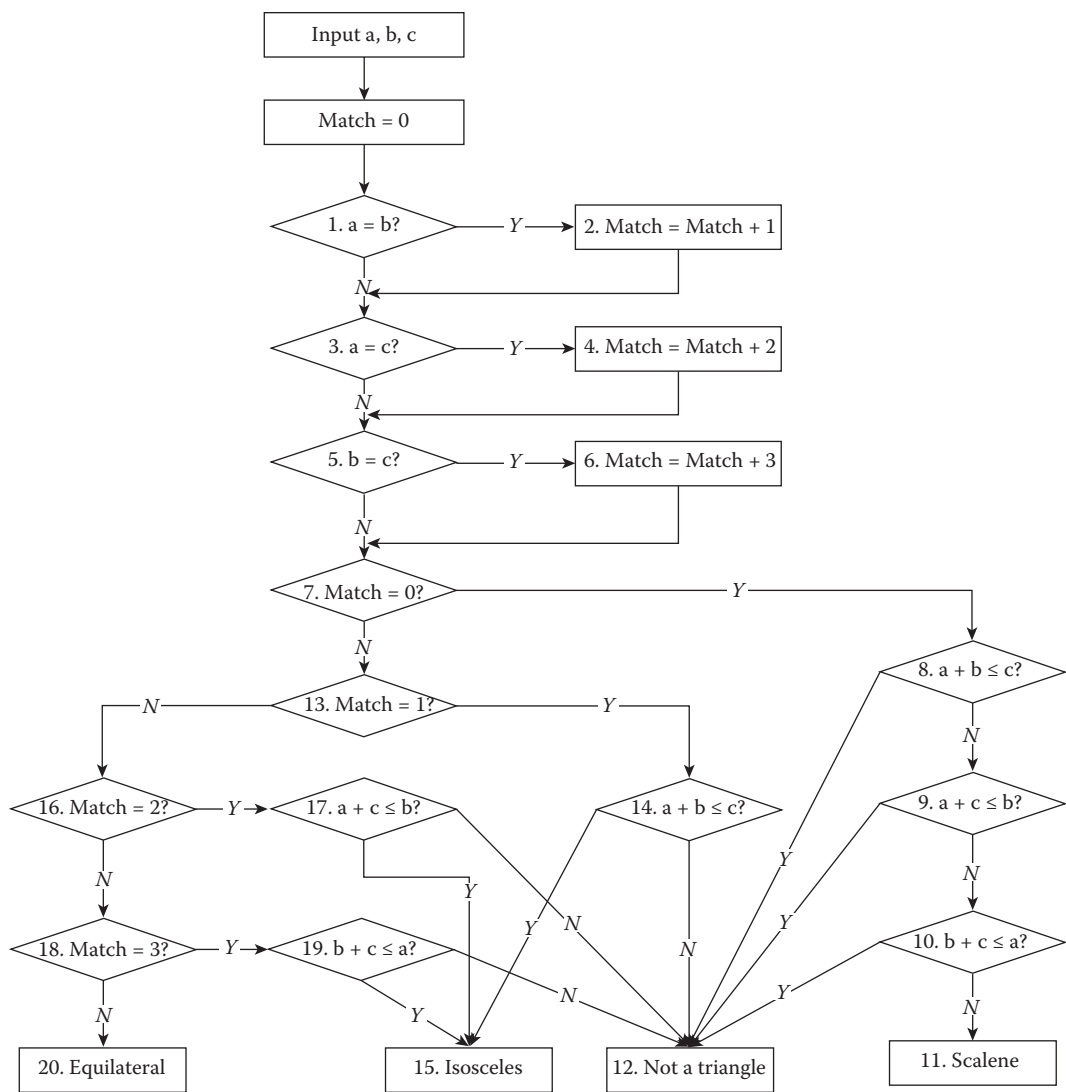 Input a, b, c
Match = 0
1. a = b?
Y
2. Match = Match + 1
N
3. a = c?
Y
4. Match = Match + 2
N
5. b = c?
Y
6. Match = Match + 3
N
7. Match = 0?
Y
N
8. a + b ≤ c?
N
13. Match = 1?
Y
N
16. Match = 2?
Y
17. a + c ≤ b?
14. a + b ≤ c?
9. a + c ≤ b?
Y
N
N
Y
Y
N
Y
18. Match = 3?
Y
19. b + c ≤ a?
N
10. b + c ≤ a?
N
Y
N
Y
N
20. Equilateral
15. Isosceles
12. Not a triangle
11. Scalene